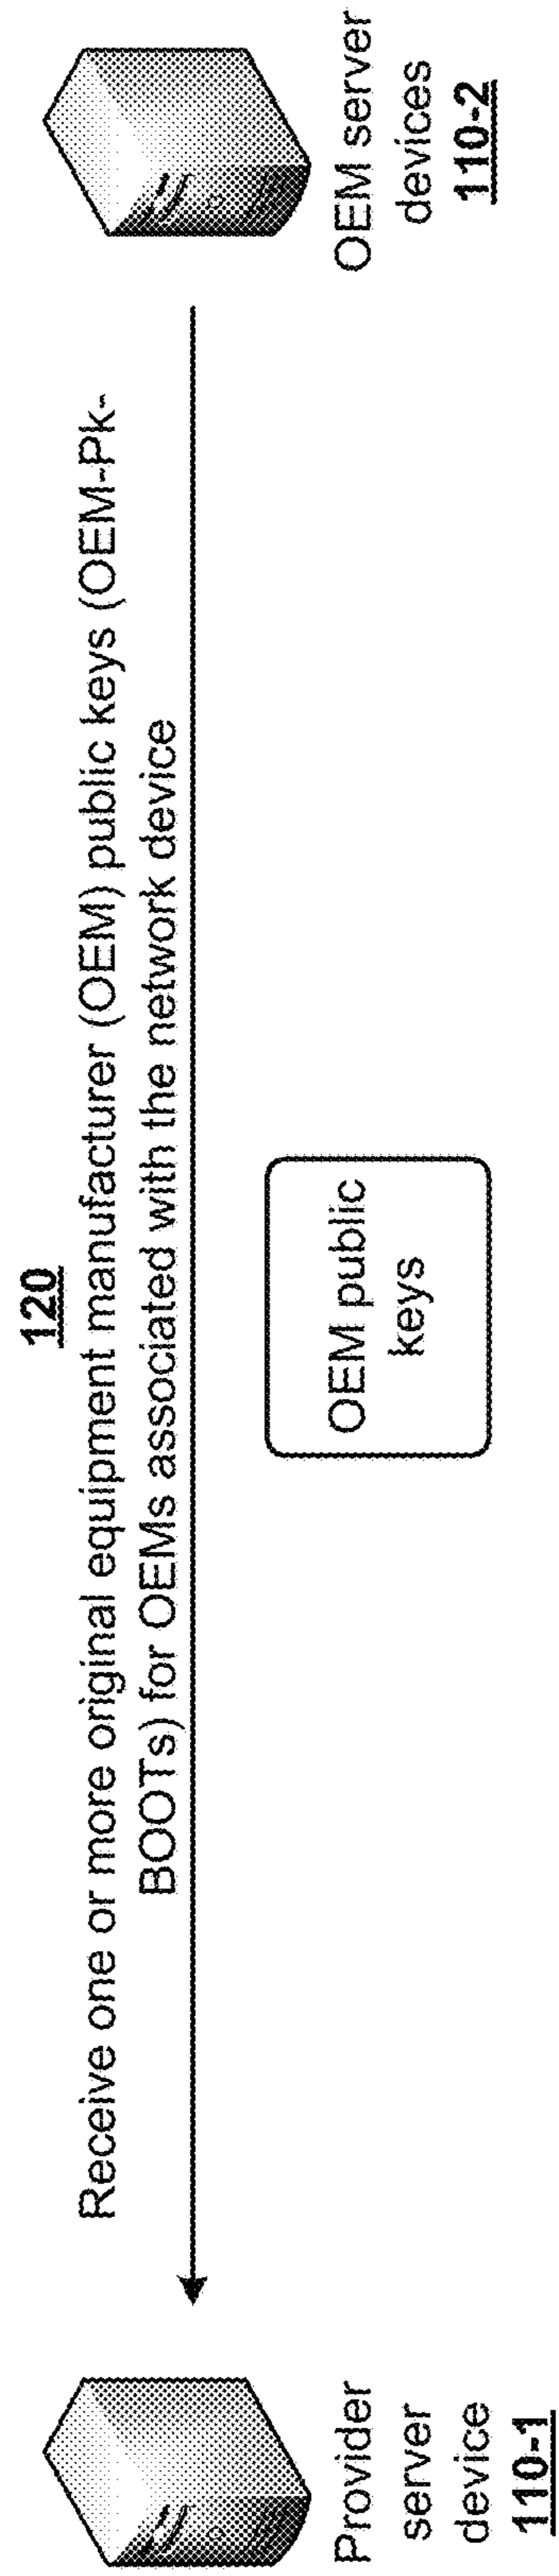 120
Receive one or more original equipment manufacturer (OEM) public keys (OEM-Pk-
BOOTs) for OEMs associated with the network device
Provider
server
device
110-1
OEM public
keys
OEM server
devices
110-2